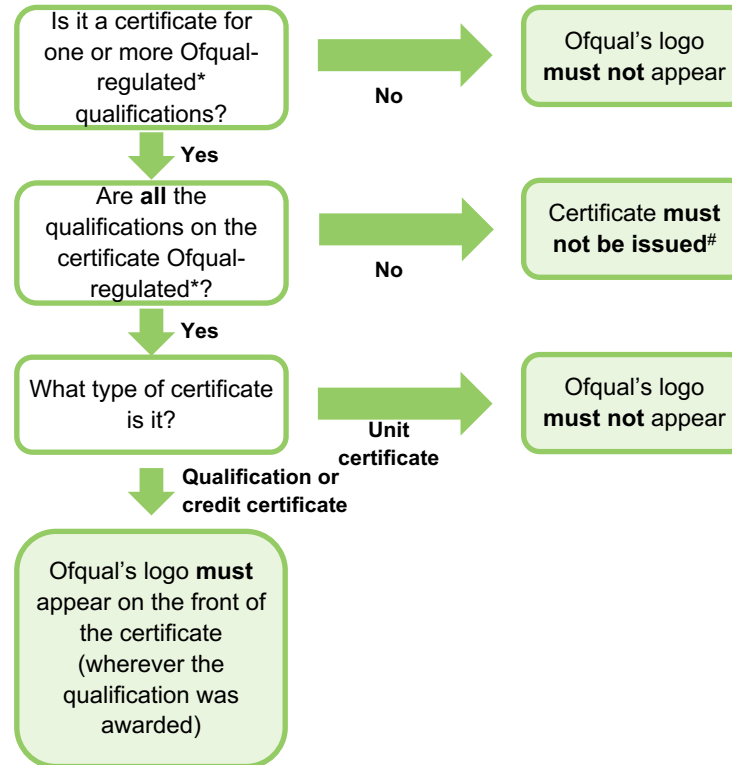 Is it a certificate for
one or more Ofqual-
regulated*
qualifications?
No
Ofqual's logo
must not appear
Yes
Are all the
qualifications on the
certificate Ofqual-
regulated*?
No
Certificate must
not be issued#
Yes
What type of certificate
is it?
Unit
certificate
Ofqual's logo
must not appear
Qualification or
credit certificate
Ofqual's logo must
appear on the front of
the certificate
(wherever the
qualification was
awarded)